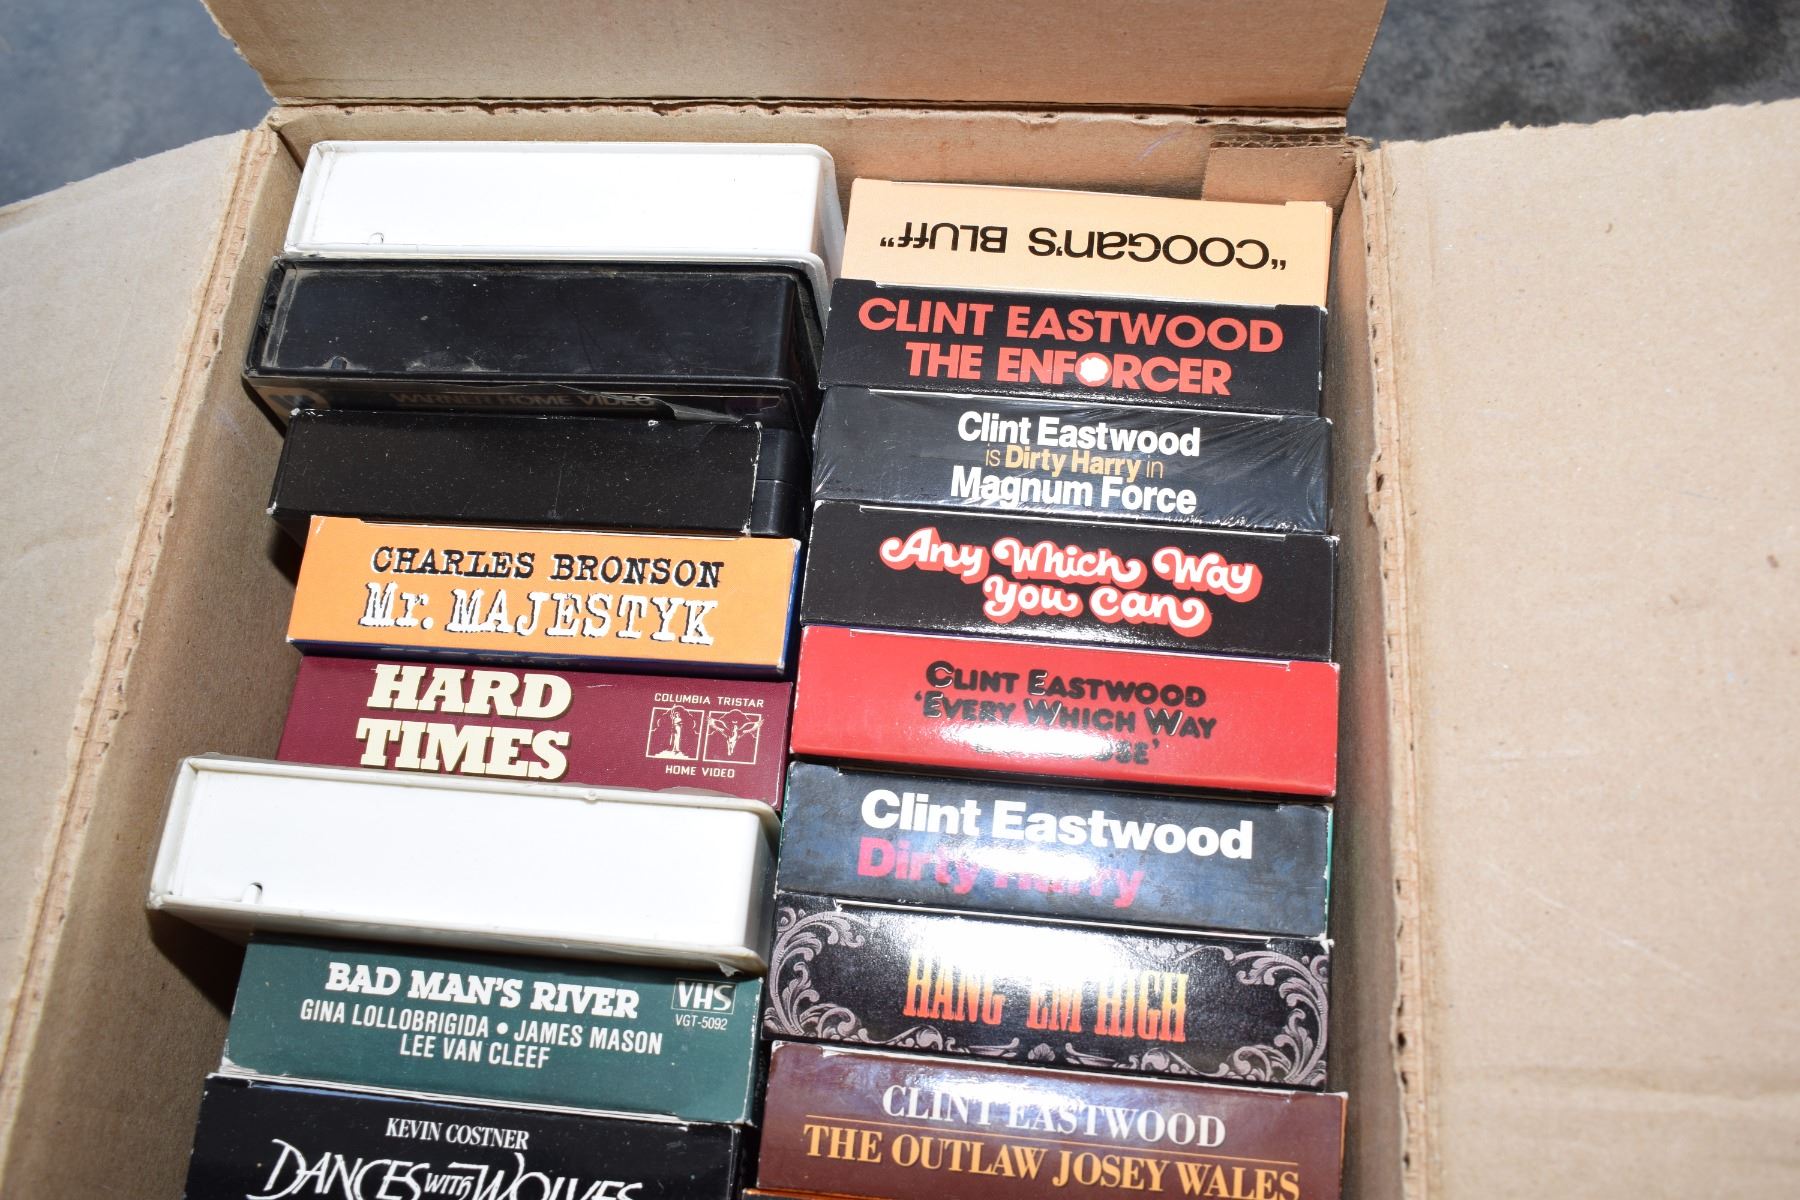 WARNER HOME VIDEO
CHARLES BRONSON
Mr. MAJESTYK
HARD
TIMES
COLUMBIA TRISTAR
HOME VIDEO
BAD MAN'S RIVER
GINA LOLLOBRIGIDA • JAMES MASON
LEE VAN CLEEF
VHS
VGT-5092
KEVIN COSTNER
DANCES WITH WOLVES
"COOGAN'S BLUFF"
CLINT EASTWOOD
THE ENFORCER
Clint Eastwood
is Dirty Harry in
Magnum Force
Any Which Way
You Can
CLINT EASTWOOD
'EVERY WHICH WAY
Clint Eastwood
Dirty Harry
HANG 'EM HIGH
CLINT EASTWOOD
THE OUTLAW JOSEY WALES